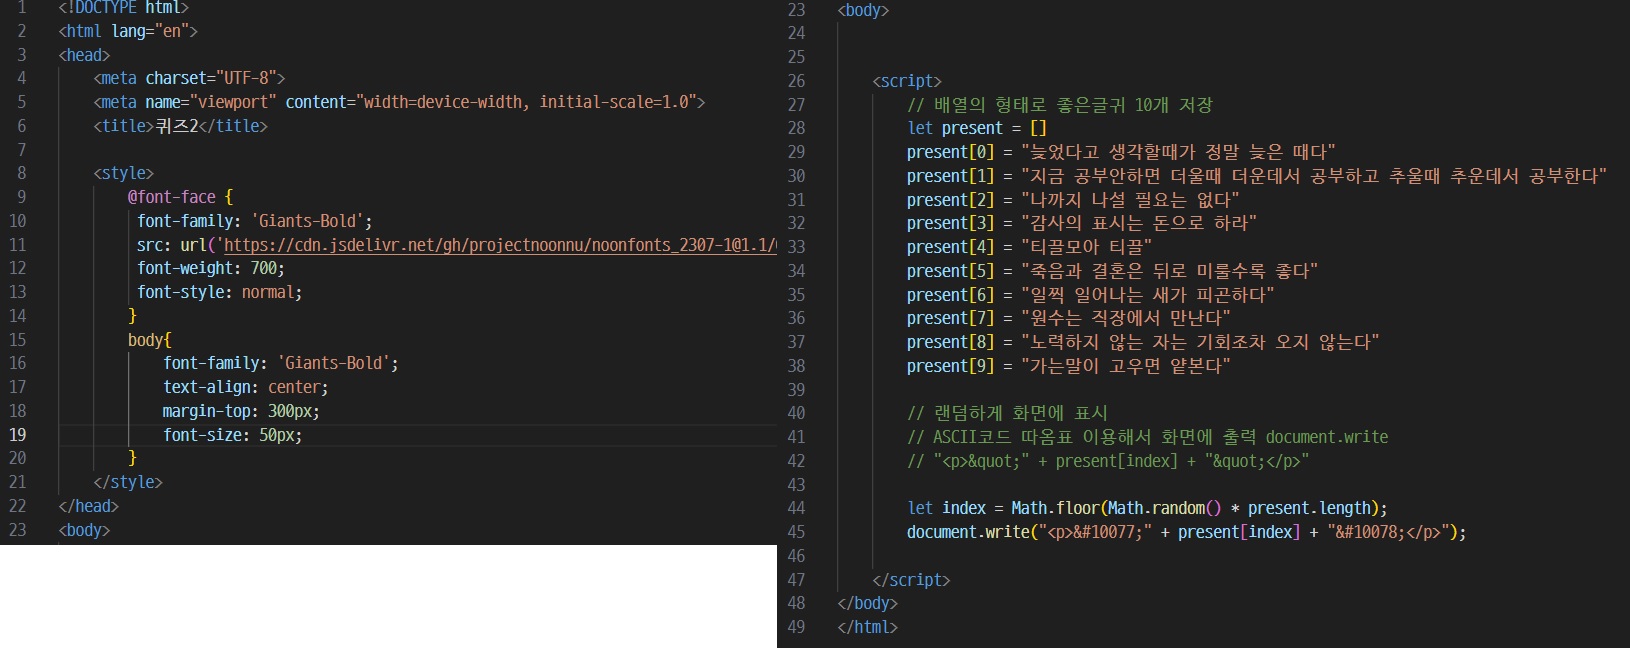 1 <!DOCTYPE html>
2 <html lang="en">
3 <head>
4 <meta charset="UTF-8">
5 <meta name="viewport" content="width=device-width, initial-scale=1.0">
6 <title>퀴즈2</title>
7
8 <style>
9 @font-face {
10 font-family: 'Giants-Bold';
11 src: url('https://cdn.jsdelivr.net/gh/projectnoonnu/noonfonts_2307-1@1.1/
12 font-weight: 700;
13 font-style: normal;
14 }
15 body{
16 font-family: 'Giants-Bold';
17 text-align: center;
18 margin-top: 300px;
19 font-size: 50px;
20 }
21 </style>
22 </head>
23 <body>
23 <body>
24
25
26 <script>
27 // 배열의 형태로 좋은글귀 10개 저장
28 let present = []
29 present[0] = "늦었다고 생각할때가 정말 늦은 때다"
30 present[1] = "지금 공부안하면 더울때 더운데서 공부하고 추울때 추운데서 공부한다"
31 present[2] = "나까지 나설 필요는 없다"
32 present[3] = "감사의 표시는 돈으로 하라"
33 present[4] = "티끌모아 티끌"
34 present[5] = "죽음과 결혼은 뒤로 미룰수록 좋다"
35 present[6] = "일찍 일어나는 새가 피곤하다"
36 present[7] = "원수는 직장에서 만난다"
37 present[8] = "노력하지 않는 자는 기회조차 오지 않는다"
38 present[9] = "가는말이 고우면 얕본다"
39
40 // 랜덤하게 화면에 표시
41 // ASCII코드 따옴표 이용해서 화면에 출력 document.write
42 // "<p>&quot;" + present[index] + "&quot;</p>"
43
44 let index = Math.floor(Math.random() * present.length);
45 document.write("<p>&#10077;" + present[index] + "&#10078;</p>");
46
47 </script>
48 </body>
49 </html>